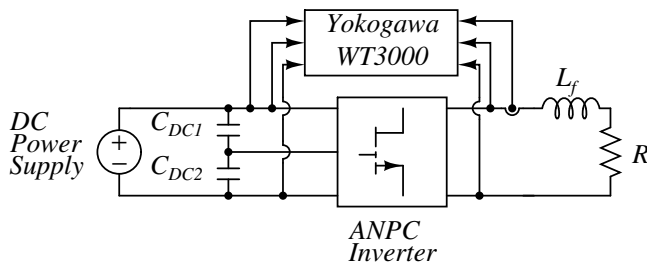 Yokogawa
WT3000
DC
Power
Supply
+
−
C_DC1
C_DC2
L_f
R
ANPC
Inverter